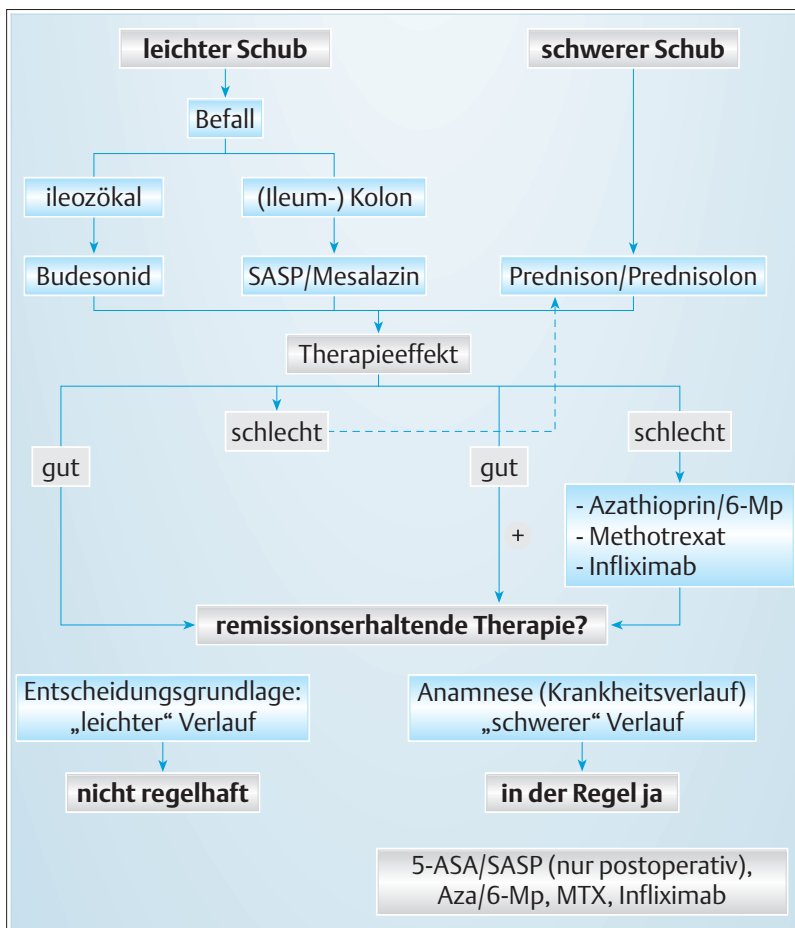 leichter Schub
schwerer Schub
Befall
ileozökal
(Ileum-) Kolon
Budesonid
SASP/Mesalazin
Prednison/Prednisolon
Therapieeffekt
schlecht
schlecht
gut
gut
- Azathioprin/6-Mp
- Methotrexat
- Infliximab
+
remissionserhaltende Therapie?
Entscheidungsgrundlage:
„leichter“ Verlauf
Anamnese (Krankheitsverlauf)
„schwerer“ Verlauf
nicht regelhaft
in der Regel ja
5-ASA/SASP (nur postoperativ),
Aza/6-Mp, MTX, Infliximab